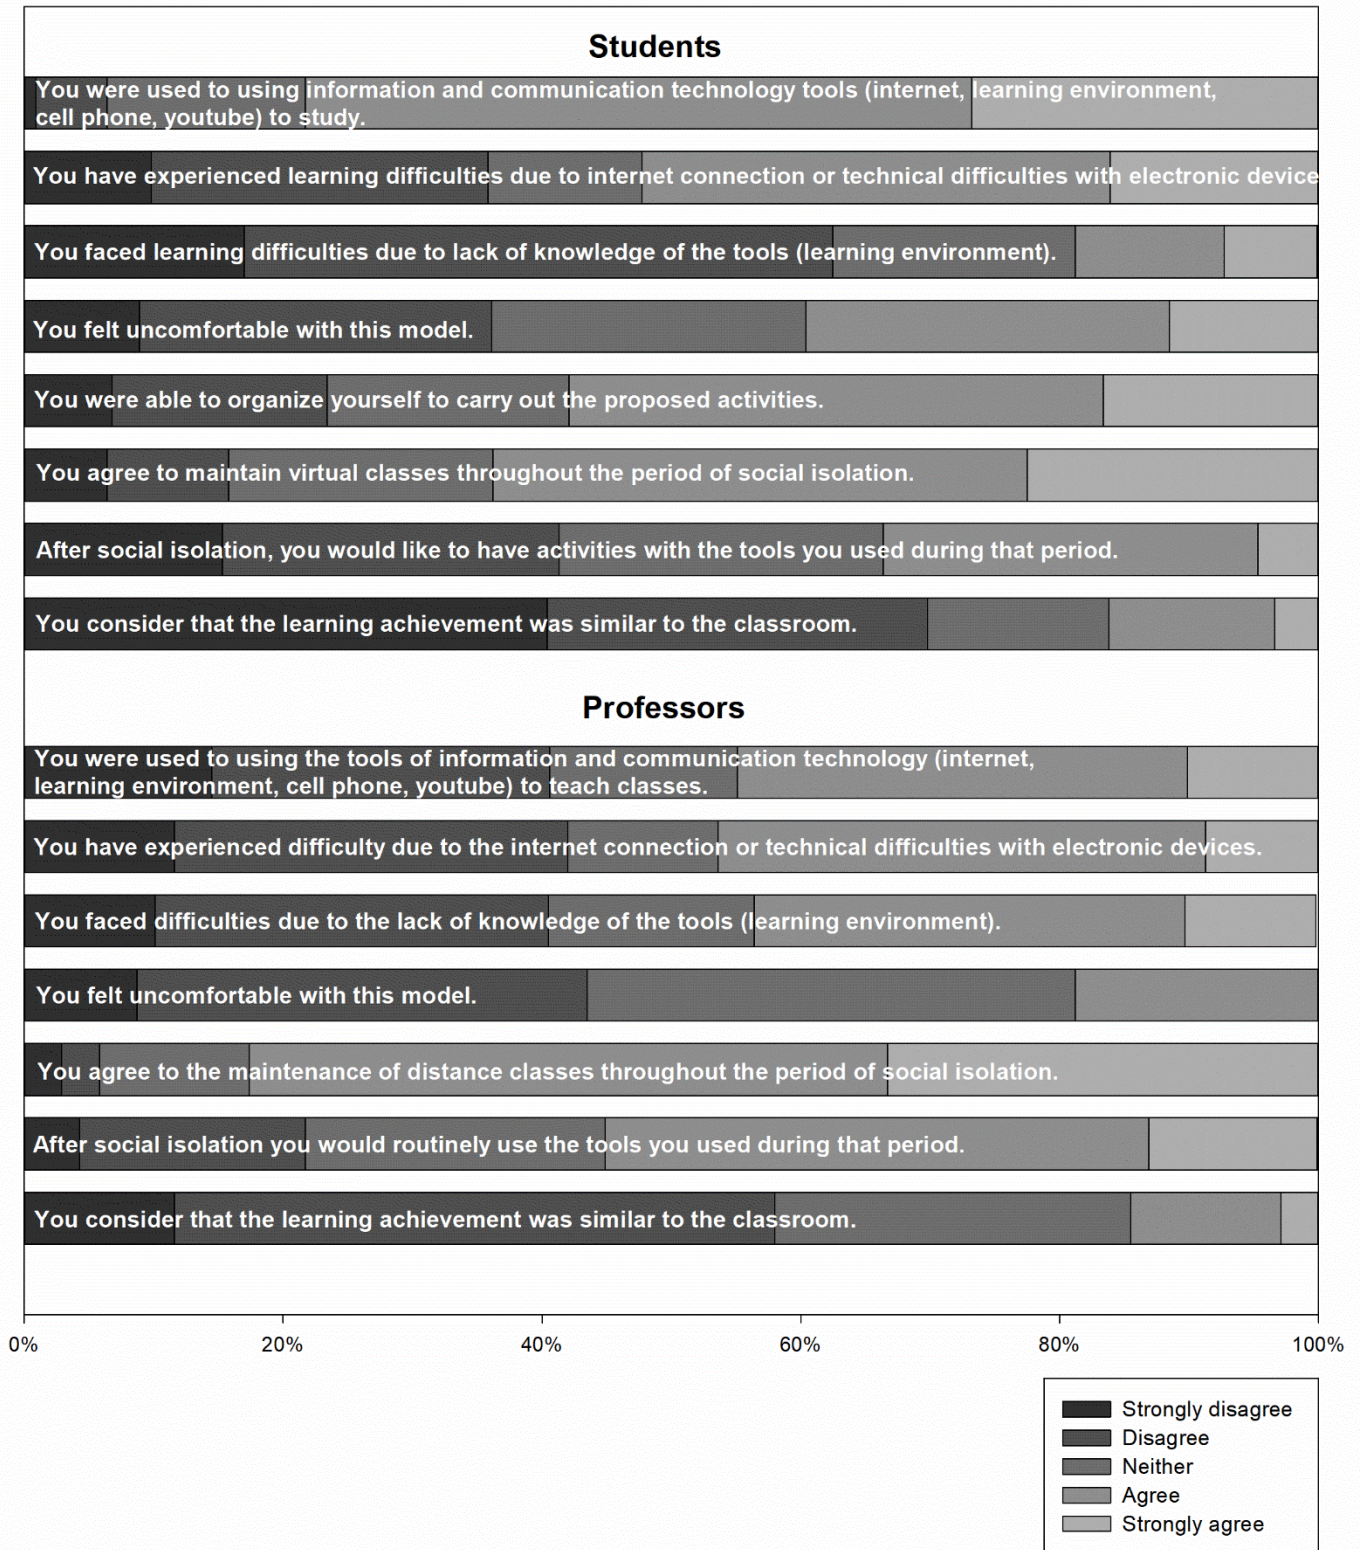 Students
You were used to using information and communication technology tools (internet, learning environment,
cell phone, youtube) to study.
You have experienced learning difficulties due to internet connection or technical difficulties with electronic device
You faced learning difficulties due to lack of knowledge of the tools (learning environment).
You felt uncomfortable with this model.
You were able to organize yourself to carry out the proposed activities.
You agree to maintain virtual classes throughout the period of social isolation.
After social isolation, you would like to have activities with the tools you used during that period.
You consider that the learning achievement was similar to the classroom.
Professors
You were used to using the tools of information and communication technology (internet,
learning environment, cell phone, youtube) to teach classes.
You have experienced difficulty due to the internet connection or technical difficulties with electronic devices.
You faced difficulties due to the lack of knowledge of the tools (learning environment).
You felt uncomfortable with this model.
You agree to the maintenance of distance classes throughout the period of social isolation.
After social isolation you would routinely use the tools you used during that period.
You consider that the learning achievement was similar to the classroom.
0% 20% 40% 60% 80% 100%
Strongly disagree
Disagree
Neither
Agree
Strongly agree